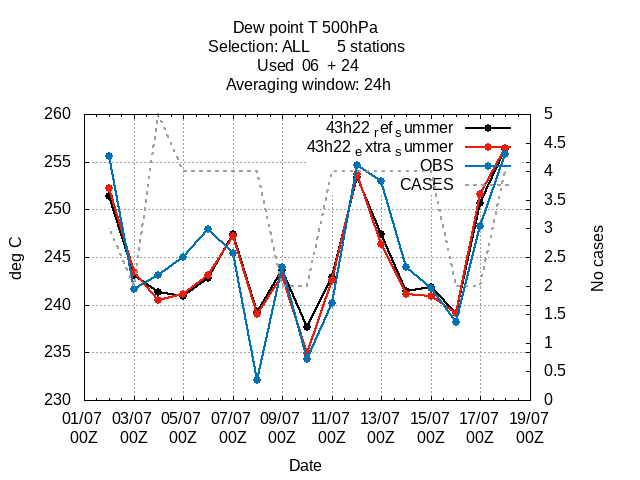 Dew point T 500hPa
Selection: ALL 5 stations
Used 06 + 24
Averaging window: 24h
43h22refsummer
43h22extrasummer
OBS
CASES
260
255
250
245
240
235
230
deg C
5
4.5
4
3.5
3
2.5
2
1.5
1
0.5
0
No cases
01/07 03/07 05/07 07/07 09/07 11/07 13/07 15/07 17/07 19/07
00Z 00Z 00Z 00Z 00Z 00Z 00Z 00Z 00Z 00Z
Date